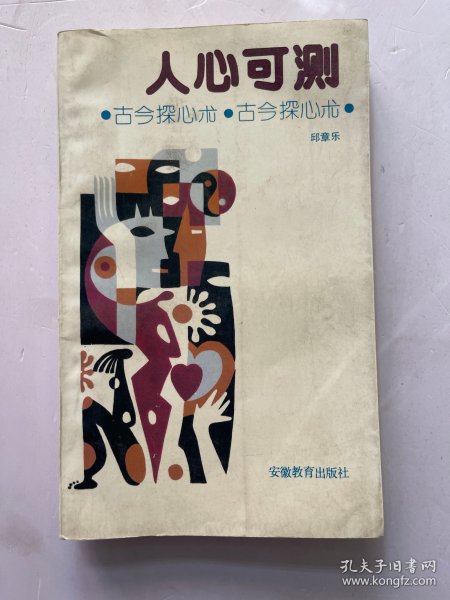 人心可测
•古今探心术•古今探心术•
邱章乐
安徽教育出版社
孔夫子旧书网
www.kongfz.com